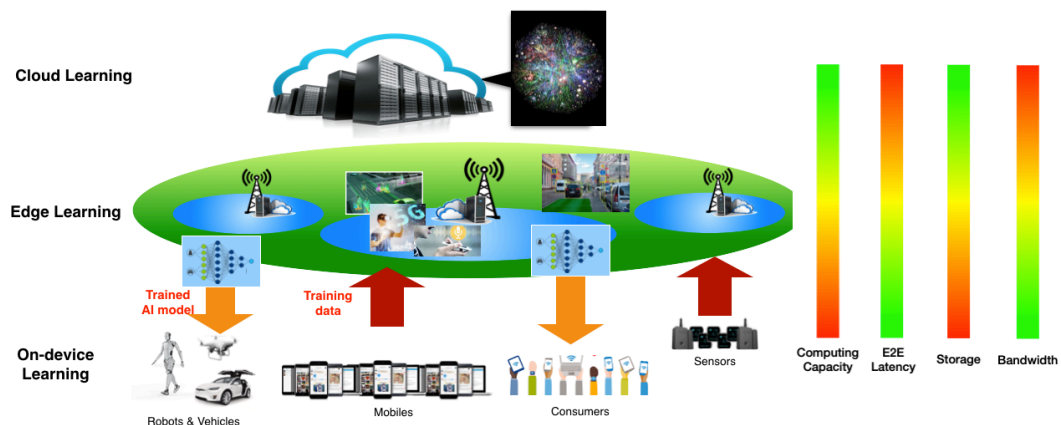 Cloud Learning
Edge Learning
5G
Trained
AI model
Training
data
On-device
Learning
Robots & Vehicles
Mobiles
Consumers
Sensors
Computing
Capacity
E2E
Latency
Storage
Bandwidth